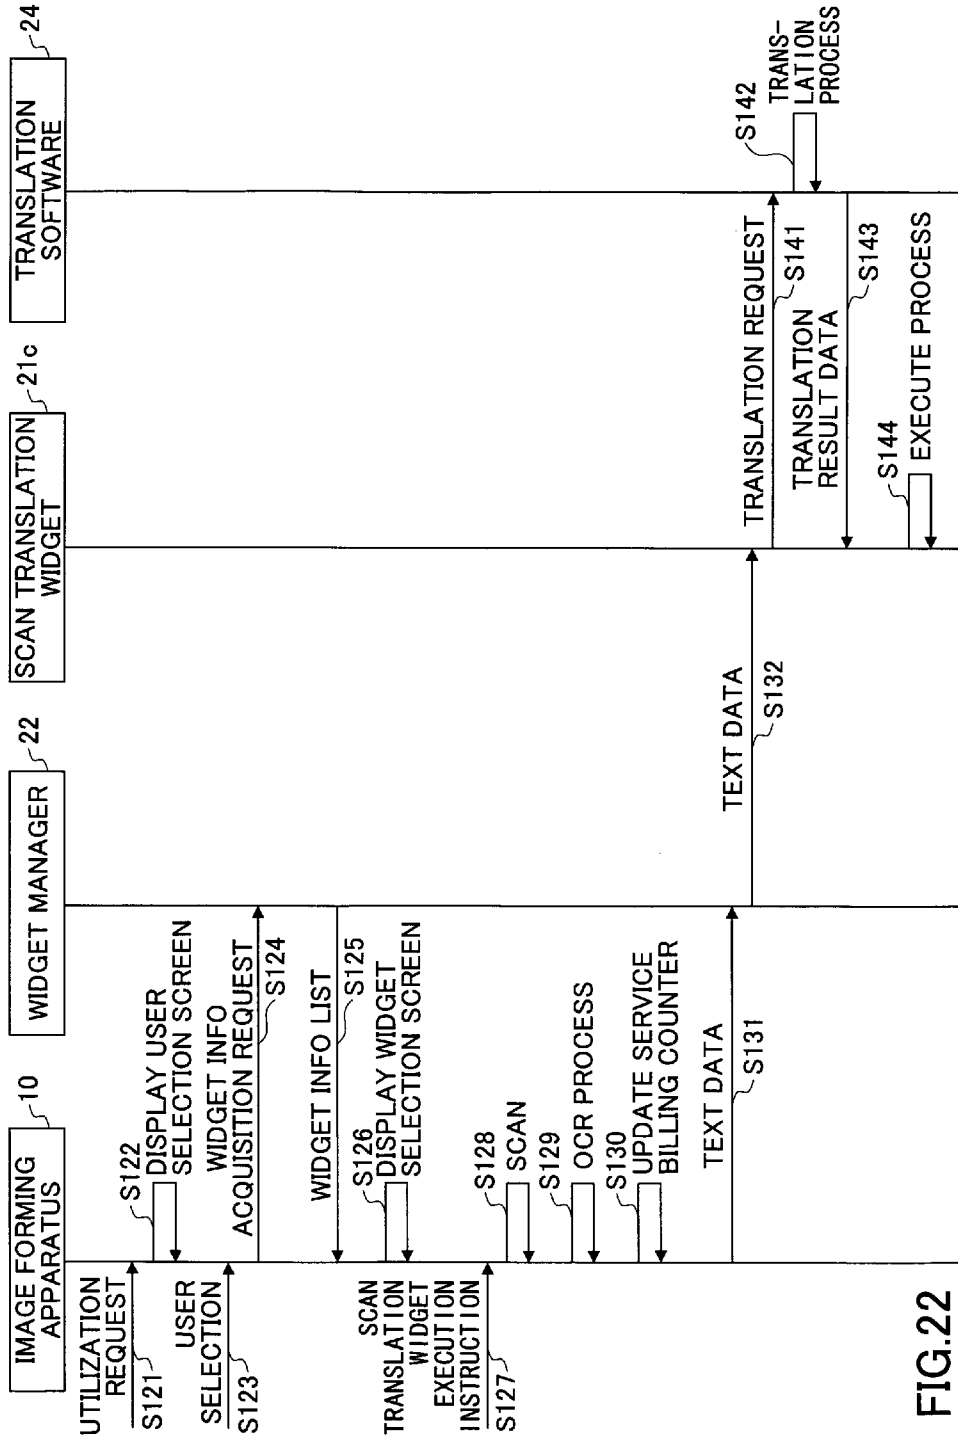 IMAGE FORMING
APPARATUS
10
WIDGET MANAGER
22
SCAN TRANSLATION
WIDGET
21c
TRANSLATION
SOFTWARE
24
UTILIZATION
REQUEST
S121
S122
DISPLAY USER
SELECTION SCREEN
USER
SELECTION
S123
WIDGET INFO
ACQUISITION REQUEST
S124
WIDGET INFO LIST
S125
S126
DISPLAY WIDGET
SELECTION SCREEN
SCAN
TRANSLATION
WIDGET
EXECUTION
INSTRUCTION
S127
S128
SCAN
S129
OCR PROCESS
S130
UPDATE SERVICE
BILLING COUNTER
TEXT DATA
S131
TEXT DATA
S132
TRANSLATION REQUEST
S141
S142
TRANS-
LATION
PROCESS
TRANSLATION
RESULT DATA
S143
S144
EXECUTE PROCESS
FIG.22